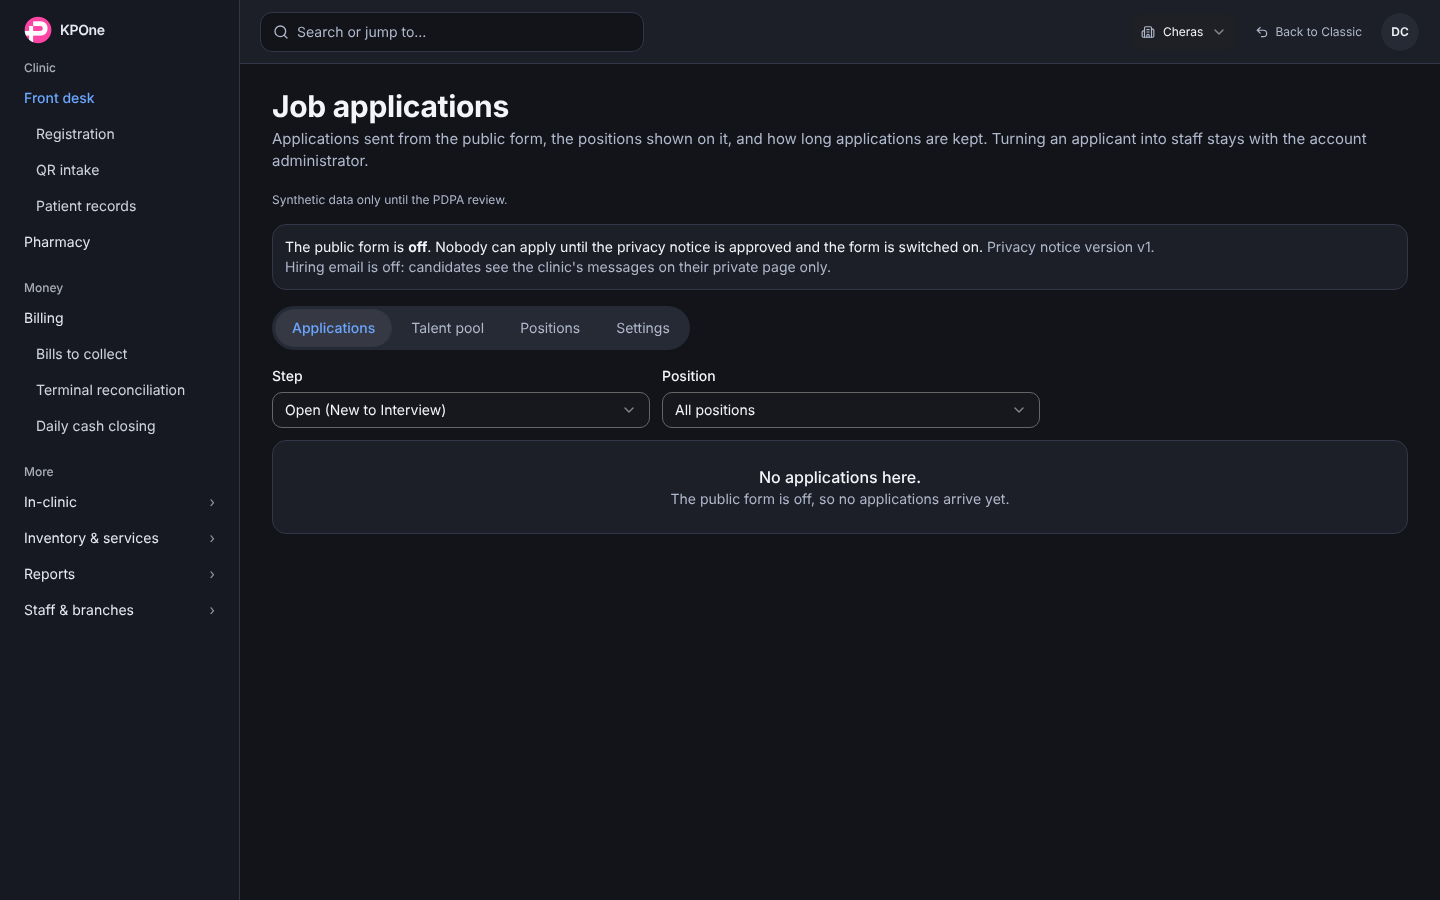 KPOne
Clinic
Front desk
Registration
QR intake
Patient records
Pharmacy
Money
Billing
Bills to collect
Terminal reconciliation
Daily cash closing
More
In-clinic
Inventory & services
Reports
Staff & branches
Search or jump to...
Cheras
Back to Classic
DC
Job applications
Applications sent from the public form, the positions shown on it, and how long applications are kept. Turning an applicant into staff stays with the account
administrator.
Synthetic data only until the PDPA review.
The public form is off. Nobody can apply until the privacy notice is approved and the form is switched on. Privacy notice version v1.
Hiring email is off: candidates see the clinic's messages on their private page only.
Applications Talent pool Positions Settings
Step Position
Open (New to Interview) All positions
No applications here.
The public form is off, so no applications arrive yet.